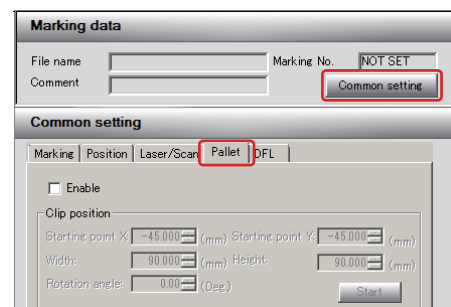 Marking data
File name Marking No. NOT SET
Comment Common setting
Common setting
Marking Position Laser/Scan Pallet DFL
Enable
Clip position
Starting point X: -45.000 (mm) Starting point Y: -45.000 (mm)
Width: 90.000 (mm) Height: 90.000 (mm)
Rotation angle: 0.00 (Deg.)
Start